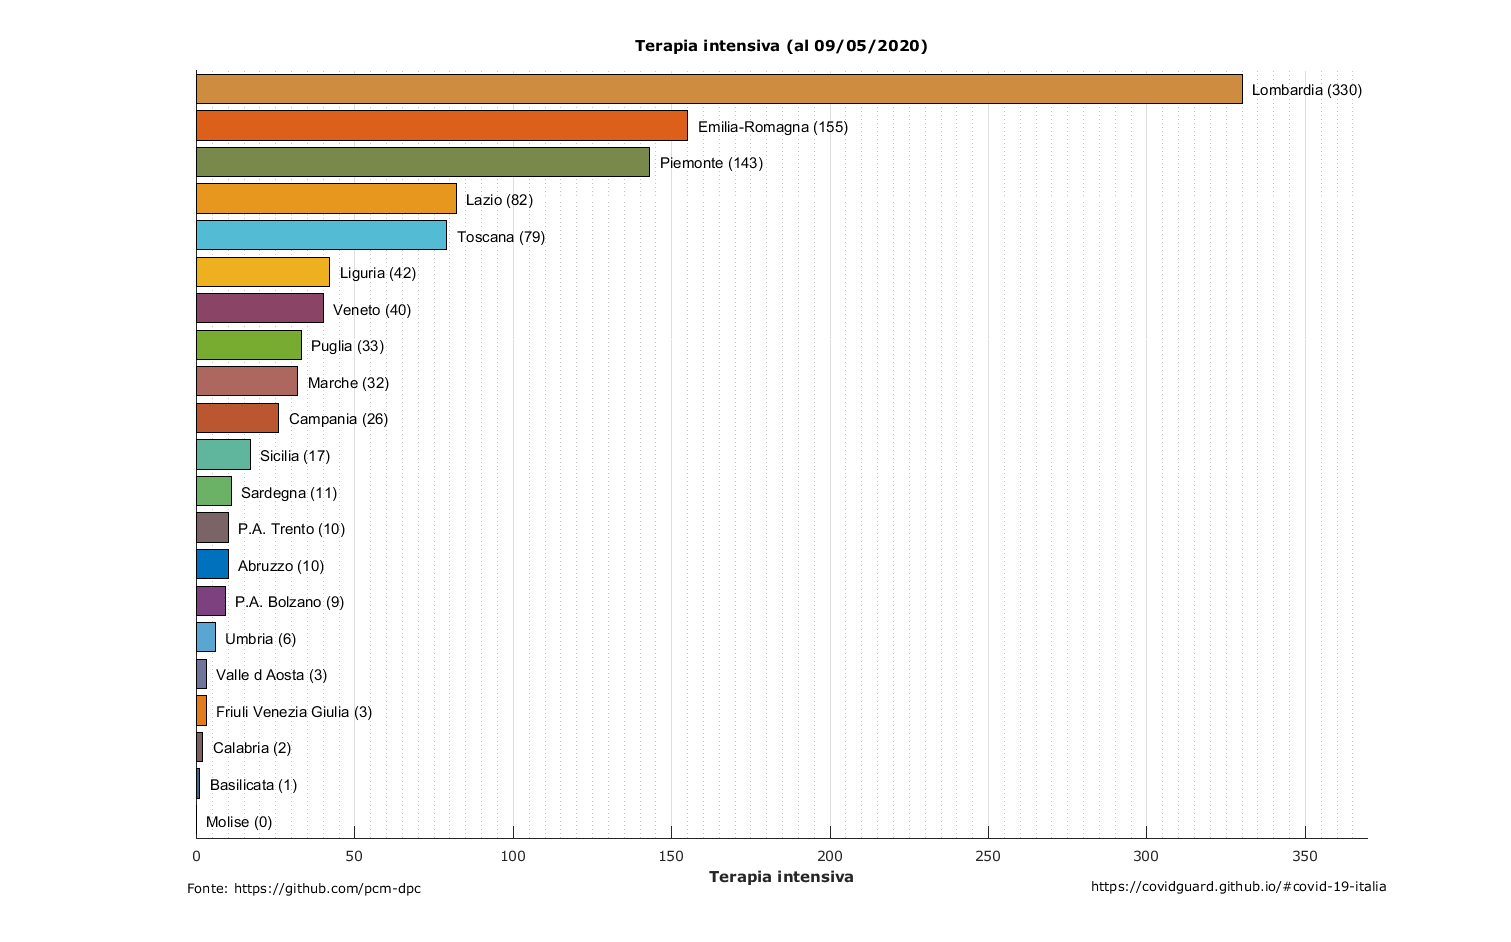 Terapia intensiva (al 09/05/2020)
Lombardia (330)
Emilia-Romagna (155)
Piemonte (143)
Lazio (82)
Toscana (79)
Liguria (42)
Veneto (40)
Puglia (33)
Marche (32)
Campania (26)
Sicilia (17)
Sardegna (11)
P.A. Trento (10)
Abruzzo (10)
P.A. Bolzano (9)
Umbria (6)
Valle d Aosta (3)
Friuli Venezia Giulia (3)
Calabria (2)
Basilicata (1)
Molise (0)
0 50 100 150 200 250 300 350
Terapia intensiva
Fonte: https://github.com/pcm-dpc
https://covidguard.github.io/#covid-19-italia